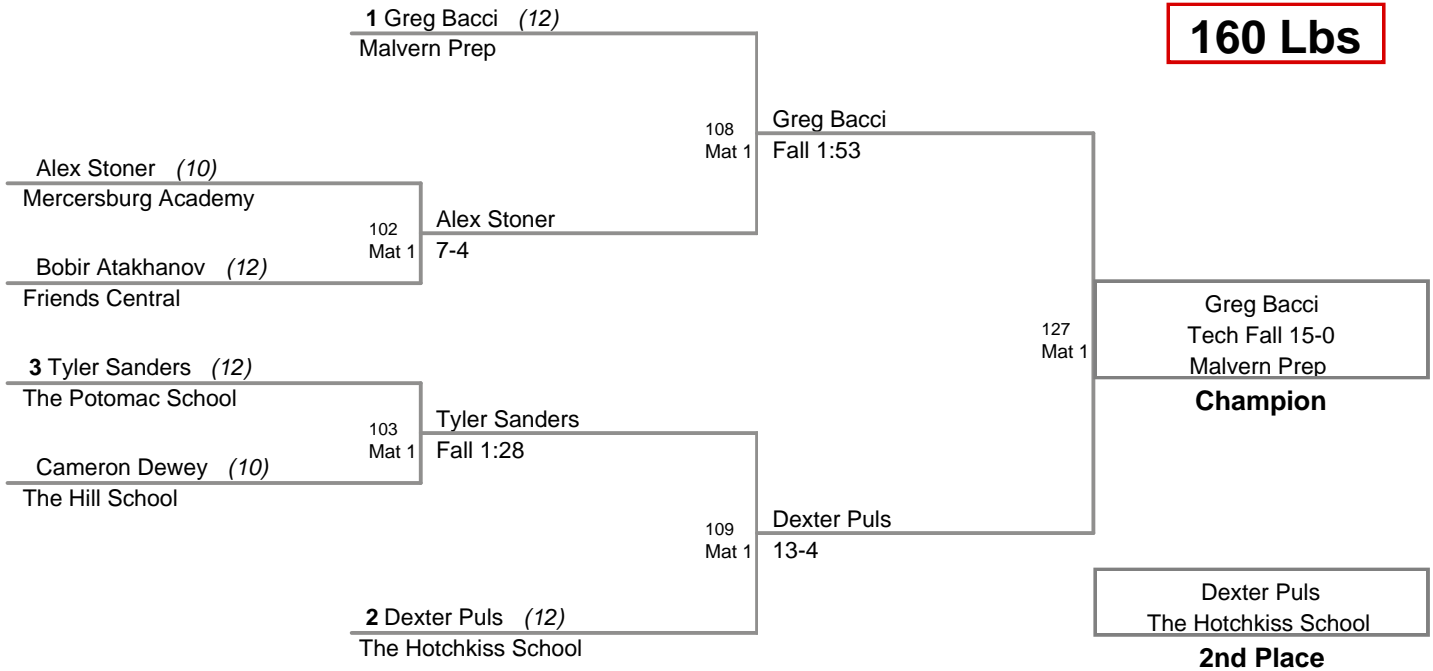 1 Greg Bacci (12)
Malvern Prep
160 Lbs
108
Mat 1
Greg Bacci
Fall 1:53
Alex Stoner (10)
Mercersburg Academy
102
Mat 1
Alex Stoner
7-4
Bobir Atakhanov (12)
Friends Central
127
Mat 1
Greg Bacci
Tech Fall 15-0
Malvern Prep
Champion
3 Tyler Sanders (12)
The Potomac School
103
Mat 1
Tyler Sanders
Fall 1:28
Cameron Dewey (10)
The Hill School
109
Mat 1
Dexter Puls
13-4
2 Dexter Puls (12)
The Hotchkiss School
Dexter Puls
The Hotchkiss School
2nd Place